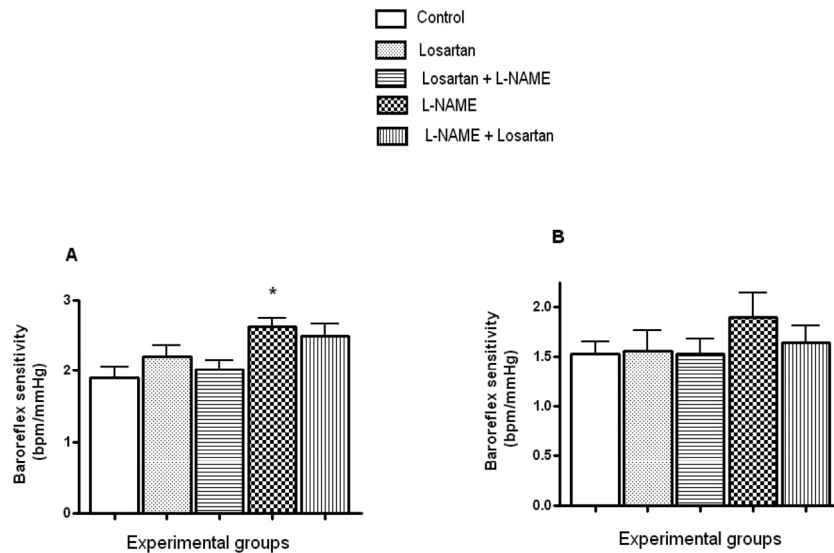 Control
Losartan
Losartan + L-NAME
L-NAME
L-NAME + Losartan
A
*
3
2
1
0
Baroreflex sensitivity
(bpm/mmHg)
Experimental groups
B
2.0
1.5
1.0
0.5
0.0
Baroreflex sensitivity
(bpm/mmHg)
Experimental groups